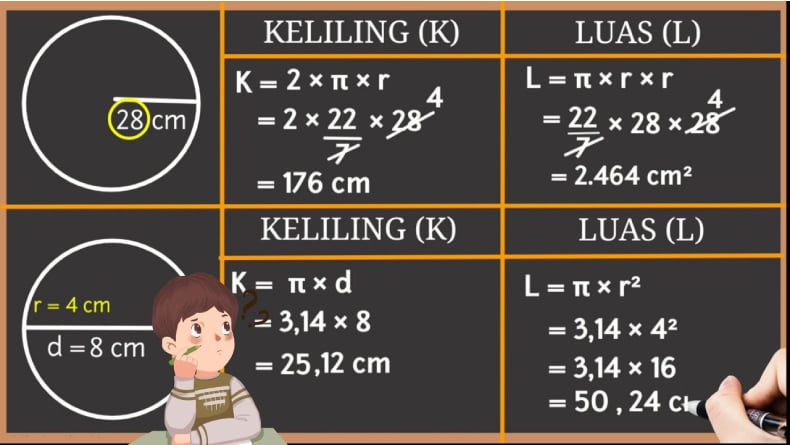 28 cm
KELILING (K)
K = 2 × π × r
= 2 × 22/7 × 28 4
= 176 cm
LUAS (L)
L = π × r × r
= 22/7 × 28 × 28 4
= 2.464 cm²
r = 4 cm
d = 8 cm
KELILING (K)
K = π × d
= 3,14 × 8
= 25,12 cm
??
LUAS (L)
L = π × r²
= 3,14 × 4²
= 3,14 × 16
= 50 , 24 c